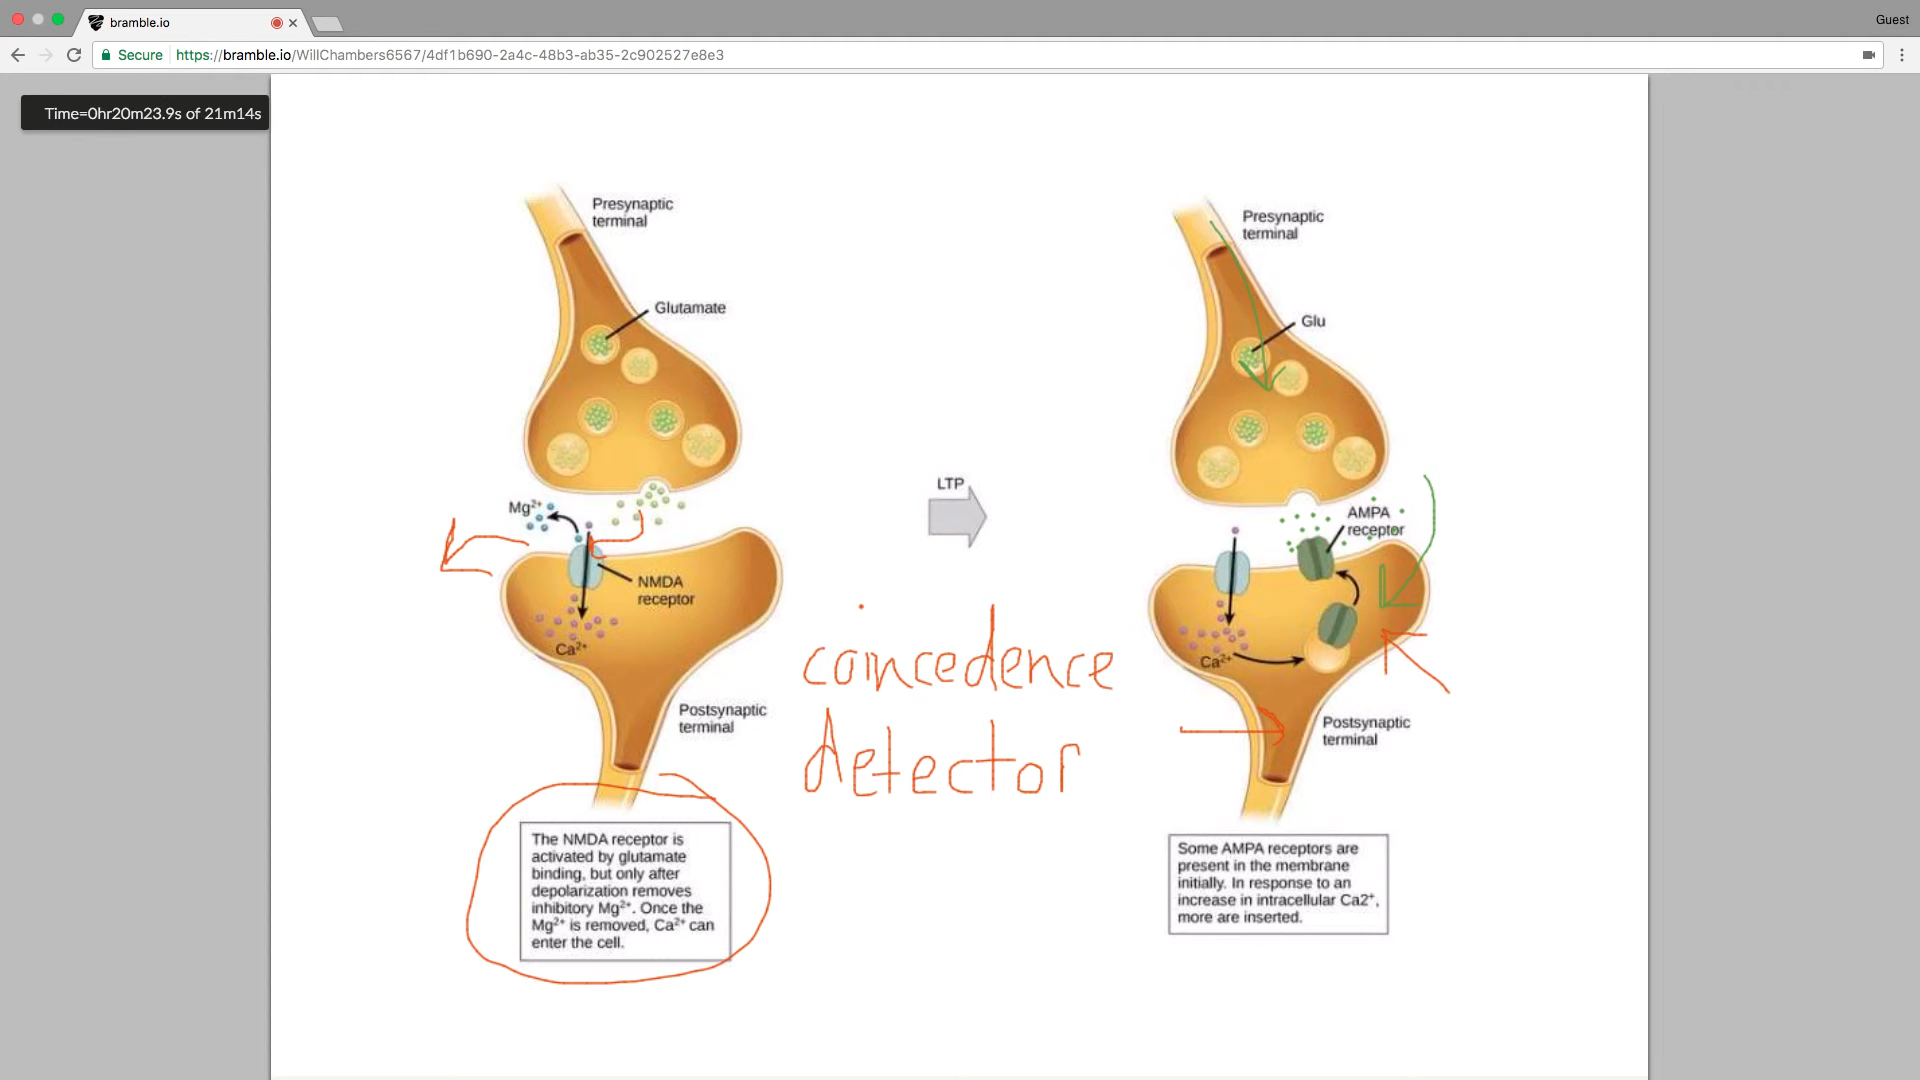 bramble.io
Guest
Secure https://bramble.io/WillChambers6567/4df1b690-2a4c-48b3-ab35-2c902527e8e3
Time=0hr20m23.9s of 21m14s
Presynaptic
terminal
Glutamate
Mg²⁺
NMDA
receptor
Ca²⁺
Postsynaptic
terminal
The NMDA receptor is
activated by glutamate
binding, but only after
depolarization removes
inhibitory Mg²⁺. Once the
Mg²⁺ is removed, Ca²⁺ can
enter the cell.
LTP
coincedence
detector
Presynaptic
terminal
Glu
AMPA
receptor
Ca²⁺
Postsynaptic
terminal
Some AMPA receptors are
present in the membrane
initially. In response to an
increase in intracellular Ca2⁺,
more are inserted.